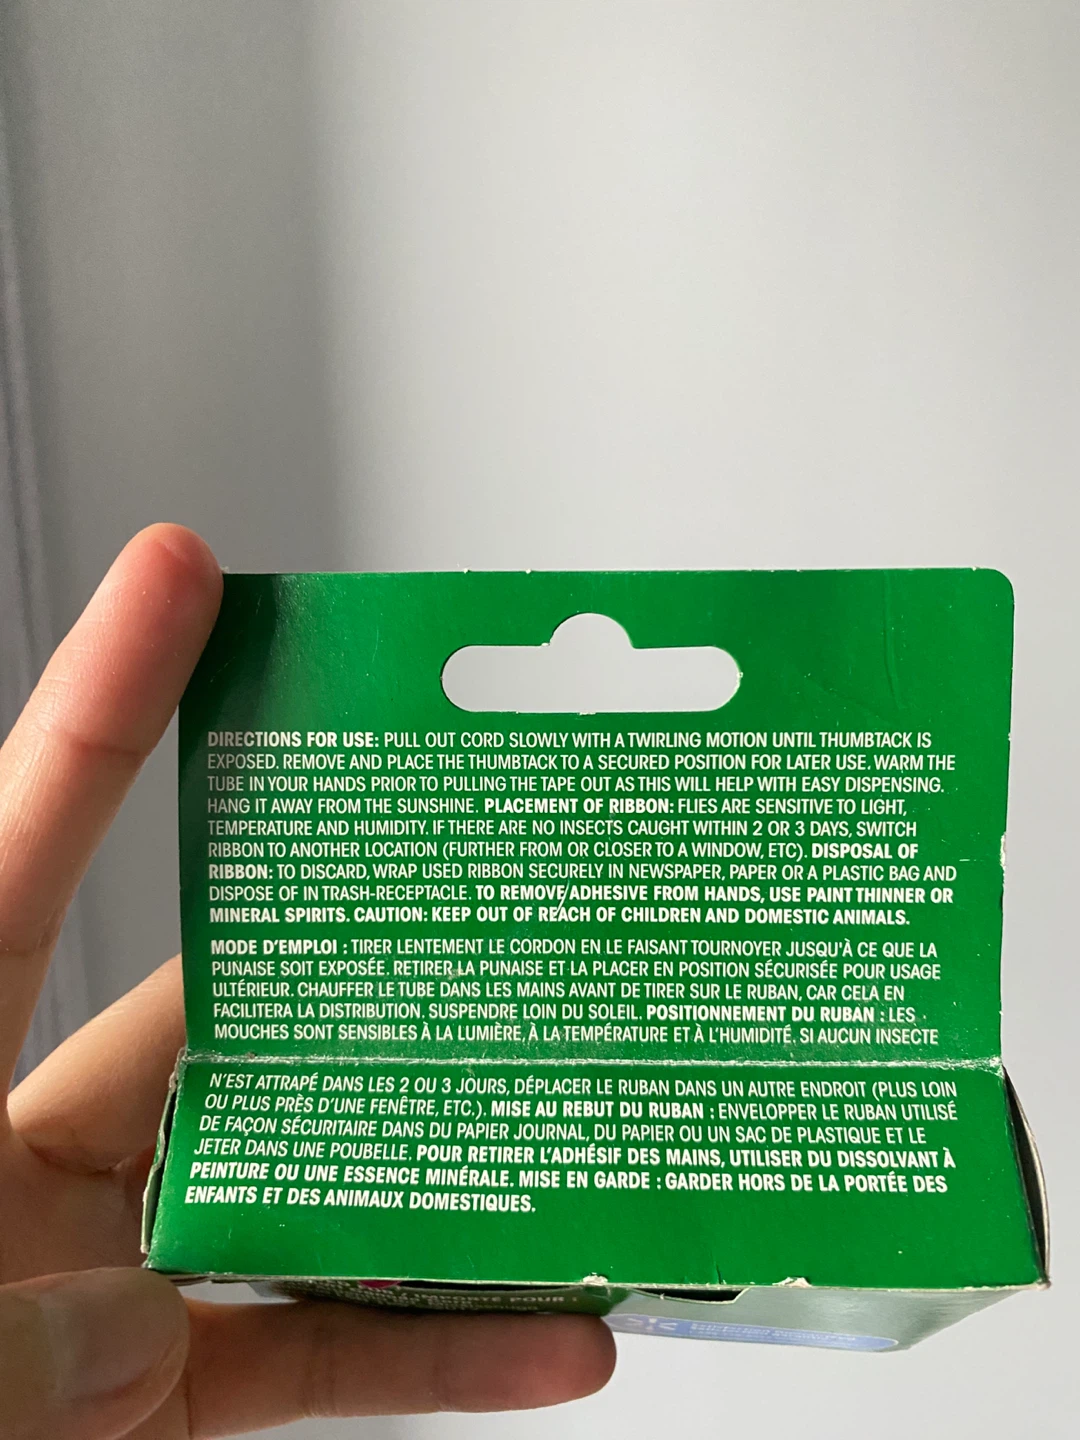 DIRECTIONS FOR USE: PULL OUT CORD SLOWLY WITH A TWIRLING MOTION UNTIL THUMBTACK IS
EXPOSED. REMOVE AND PLACE THE THUMBTACK TO A SECURED POSITION FOR LATER USE. WARM THE
TUBE IN YOUR HANDS PRIOR TO PULLING THE TAPE OUT AS THIS WILL HELP WITH EASY DISPENSING.
HANG IT AWAY FROM THE SUNSHINE. PLACEMENT OF RIBBON: FLIES ARE SENSITIVE TO LIGHT,
TEMPERATURE AND HUMIDITY. IF THERE ARE NO INSECTS CAUGHT WITHIN 2 OR 3 DAYS, SWITCH
RIBBON TO ANOTHER LOCATION (FURTHER FROM OR CLOSER TO A WINDOW, ETC). DISPOSAL OF
RIBBON: TO DISCARD, WRAP USED RIBBON SECURELY IN NEWSPAPER, PAPER OR A PLASTIC BAG AND
DISPOSE OF IN TRASH-RECEPTACLE. TO REMOVE ADHESIVE FROM HANDS, USE PAINT THINNER OR
MINERAL SPIRITS. CAUTION: KEEP OUT OF REACH OF CHILDREN AND DOMESTIC ANIMALS.
MODE D'EMPLOI : TIRER LENTEMENT LE CORDON EN LE FAISANT TOURNOYER JUSQU'À CE QUE LA
PUNAISE SOIT EXPOSÉE. RETIRER LA PUNAISE ET LA PLACER EN POSITION SÉCURISÉE POUR USAGE
ULTÉRIEUR. CHAUFFER LE TUBE DANS LES MAINS AVANT DE TIRER SUR LE RUBAN, CAR CELA EN
FACILITERA LA DISTRIBUTION. SUSPENDRE LOIN DU SOLEIL. POSITIONNEMENT DU RUBAN : LES
MOUCHES SONT SENSIBLES À LA LUMIÈRE, À LA TEMPÉRATURE ET À L'HUMIDITÉ. SI AUCUN INSECTE
N'EST ATTRAPÉ DANS LES 2 OU 3 JOURS, DÉPLACER LE RUBAN DANS UN AUTRE ENDROIT (PLUS LOIN
OU PLUS PRÈS D'UNE FENÊTRE, ETC.). MISE AU REBUT DU RUBAN : ENVELOPPER LE RUBAN UTILISÉ
DE FAÇON SÉCURITAIRE DANS DU PAPIER JOURNAL, DU PAPIER OU UN SAC DE PLASTIQUE ET LE
JETER DANS UNE POUBELLE. POUR RETIRER L'ADHÉSIF DES MAINS, UTILISER DU DISSOLVANT À
PEINTURE OU UNE ESSENCE MINÉRALE. MISE EN GARDE : GARDER HORS DE LA PORTÉE DES
ENFANTS ET DES ANIMAUX DOMESTIQUES.